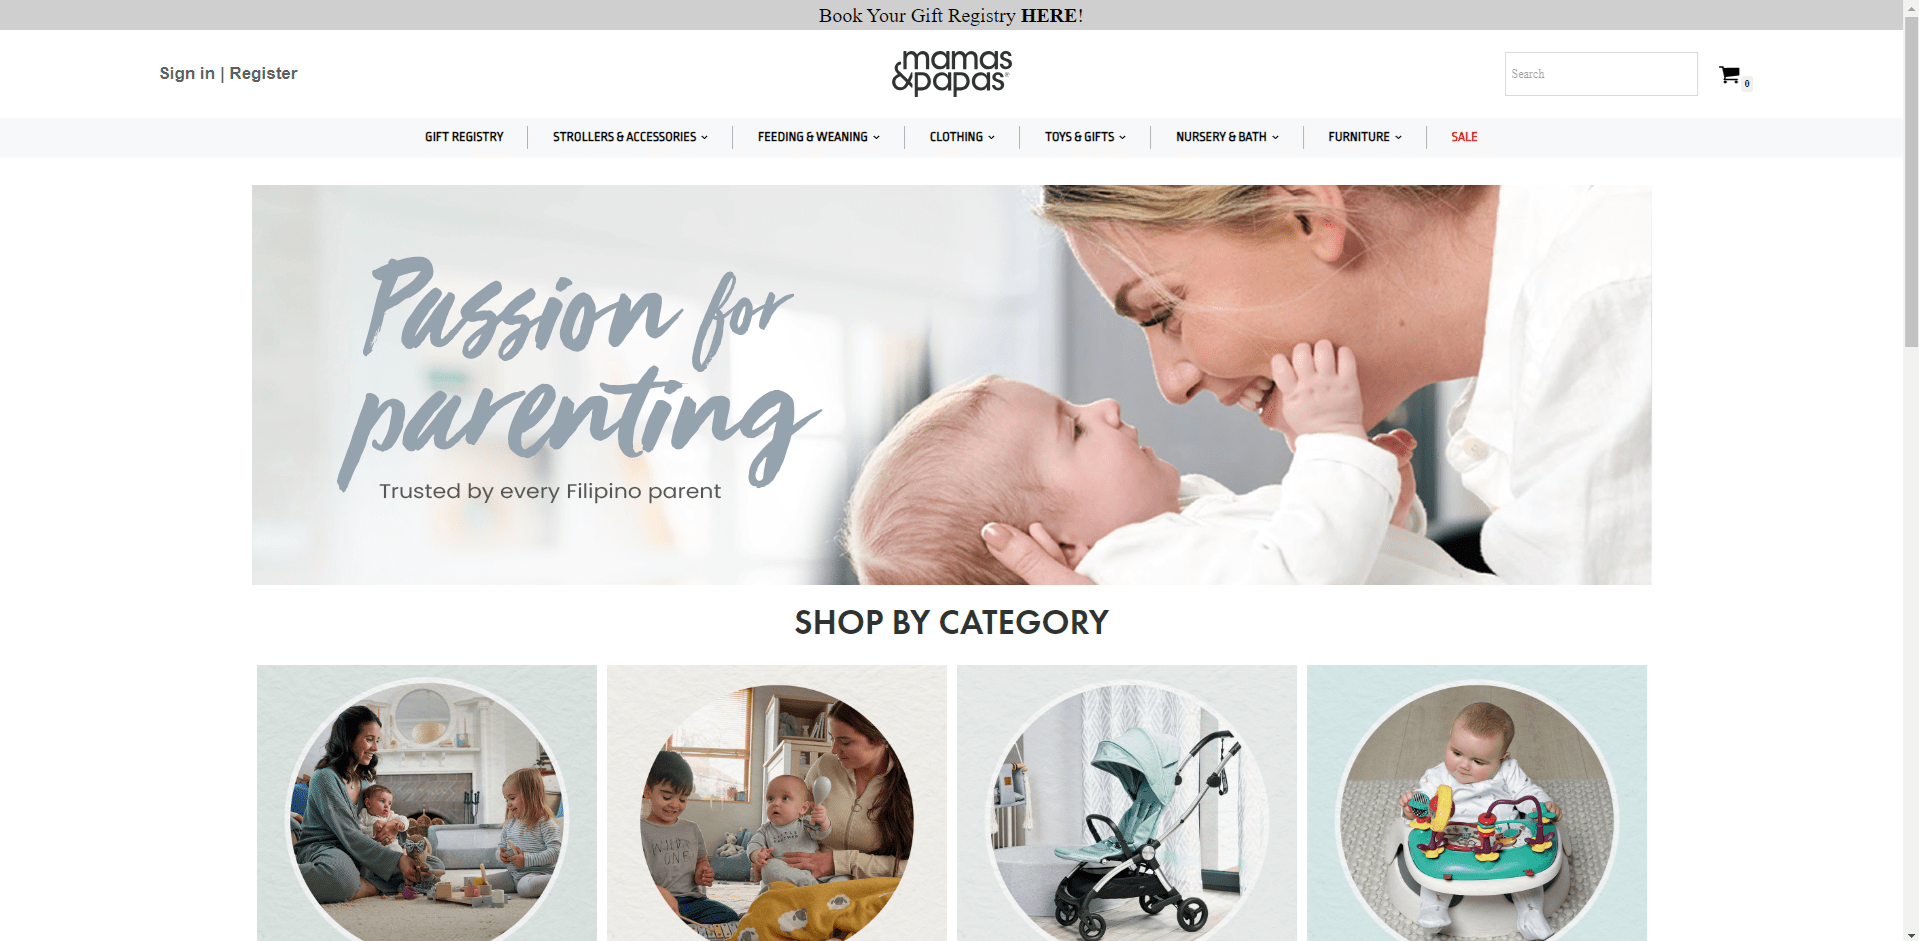 Book Your Gift Registry HERE!
Sign in | Register
mamas
&papas®
Search
0
GIFT REGISTRY
STROLLERS & ACCESSORIES
FEEDING & WEANING
CLOTHING
TOYS & GIFTS
NURSERY & BATH
FURNITURE
SALE
Passion for
parenting
Trusted by every Filipino parent
SHOP BY CATEGORY
WILD
ONE